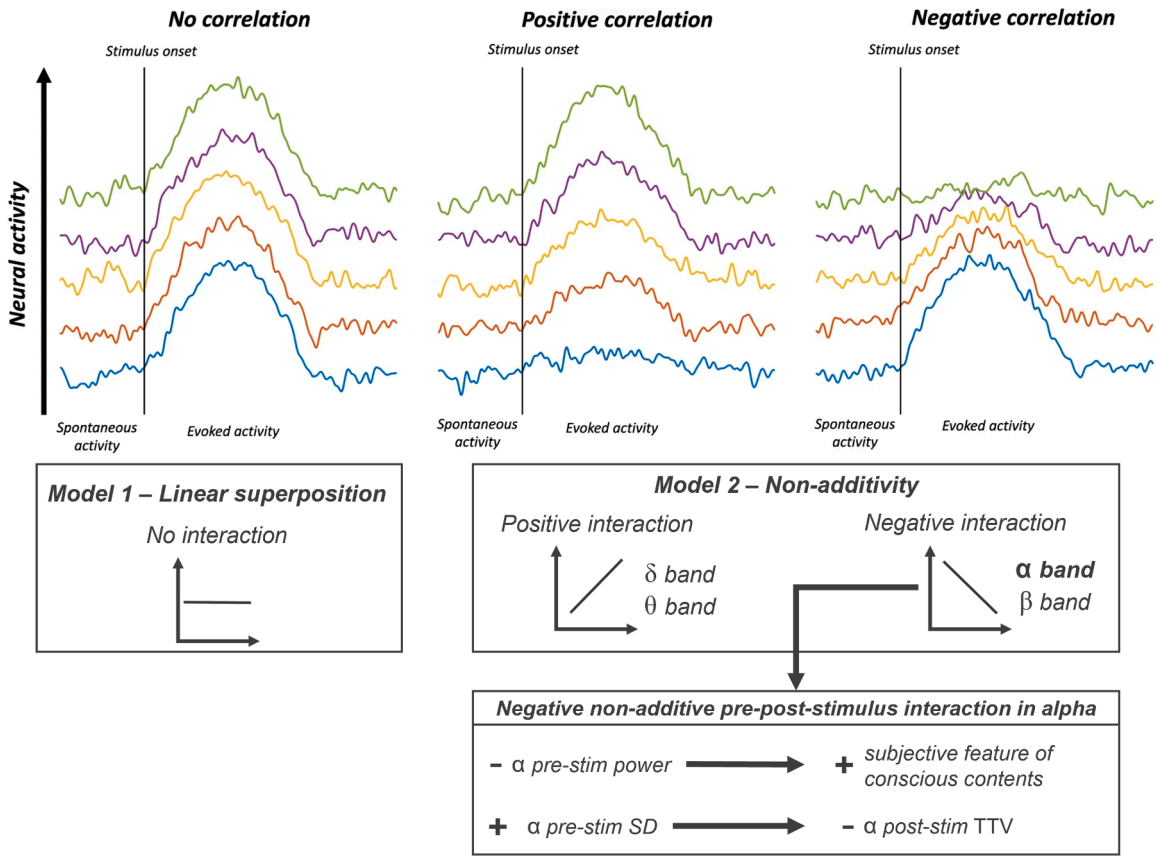 No correlation
Positive correlation
Negative correlation
Stimulus onset
Stimulus onset
Stimulus onset
Neural activity
Spontaneous
activity
Evoked activity
Spontaneous
activity
Evoked activity
Spontaneous
activity
Evoked activity
Model 1 – Linear superposition
No interaction
Model 2 – Non-additivity
Positive interaction
δ band
θ band
Negative interaction
α band
β band
Negative non-additive pre-post-stimulus interaction in alpha
– α pre-stim power
+ subjective feature of
conscious contents
+ α pre-stim SD
– α post-stim TTV